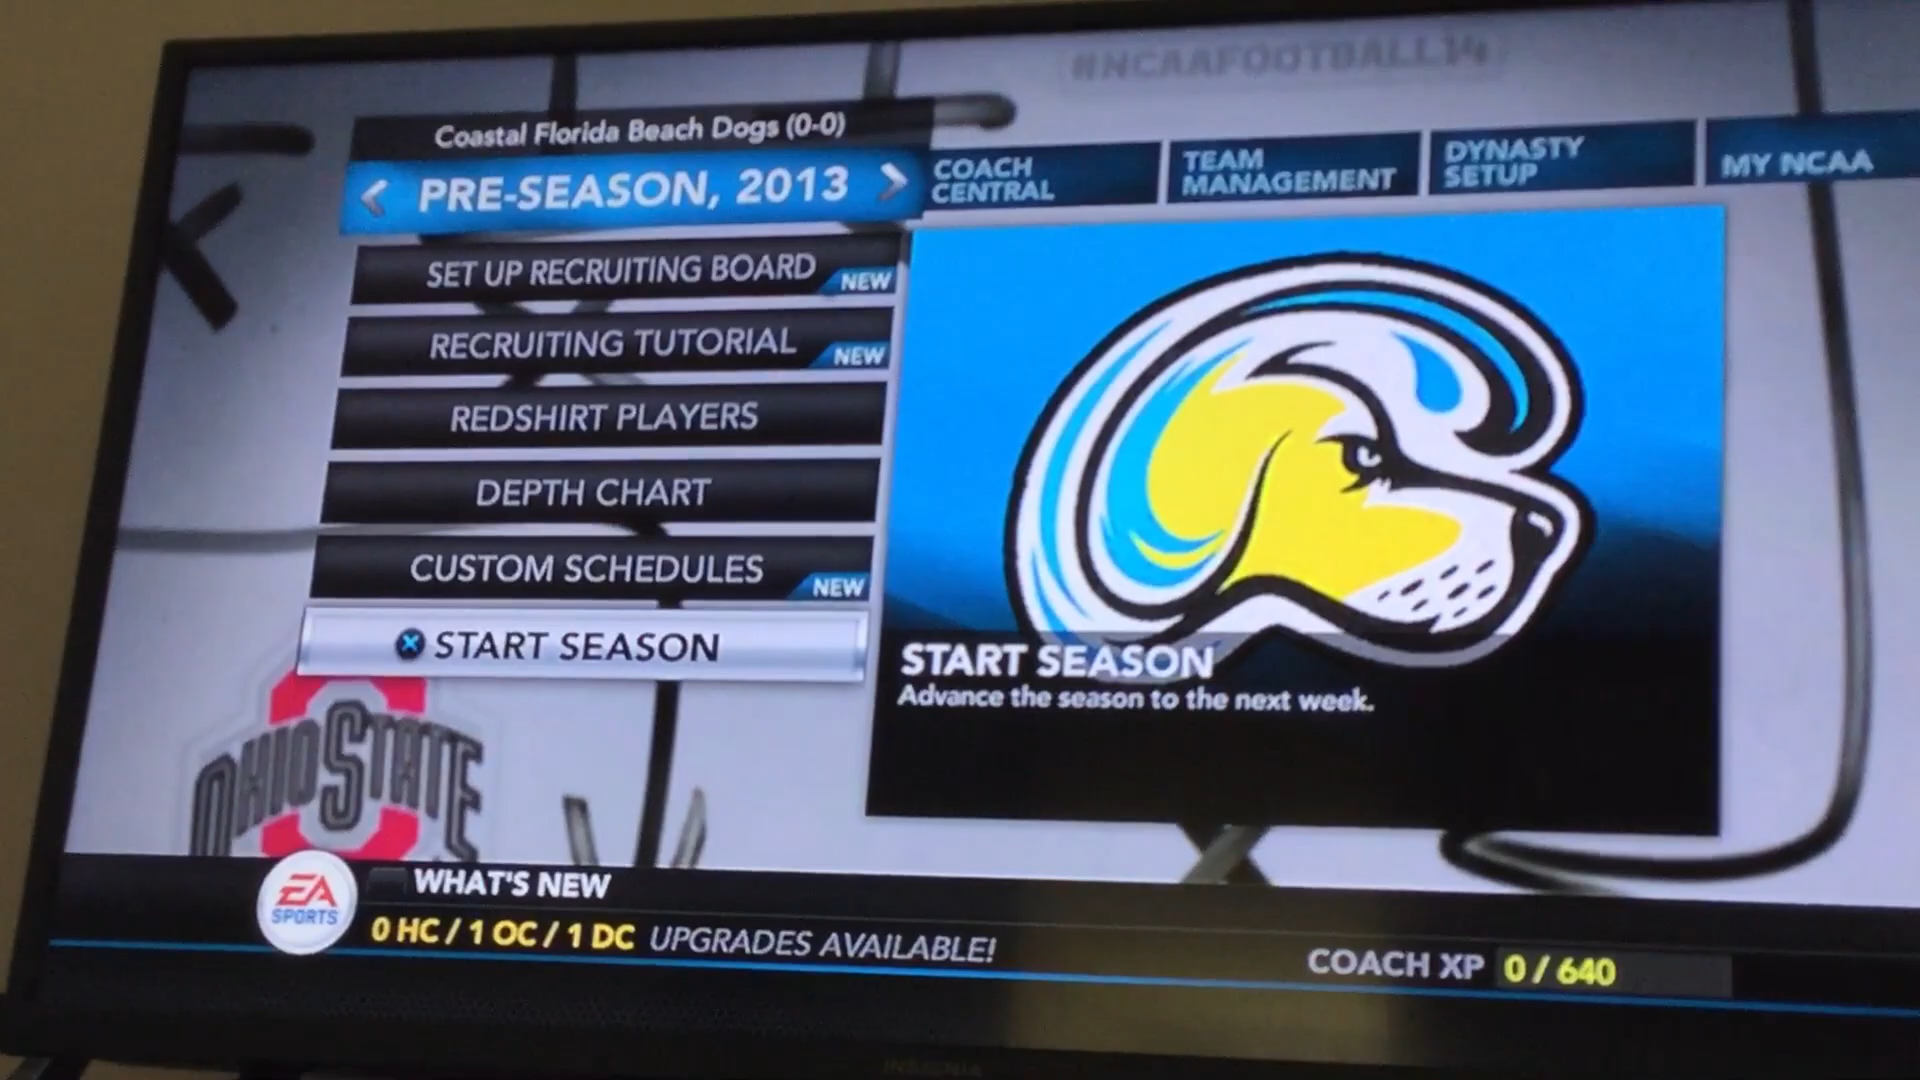 #NCAAFOOTBALL14
Coastal Florida Beach Dogs (0-0)
PRE-SEASON, 2013
COACH
CENTRAL
TEAM
MANAGEMENT
DYNASTY
SETUP
MY NCAA
SET UP RECRUITING BOARD
NEW
RECRUITING TUTORIAL
NEW
REDSHIRT PLAYERS
DEPTH CHART
CUSTOM SCHEDULES
NEW
START SEASON
START SEASON
Advance the season to the next week.
OHIO STATE
EA
SPORTS
WHAT'S NEW
0 HC / 1 OC / 1 DC UPGRADES AVAILABLE!
COACH XP 0 / 640
INSIGNIA